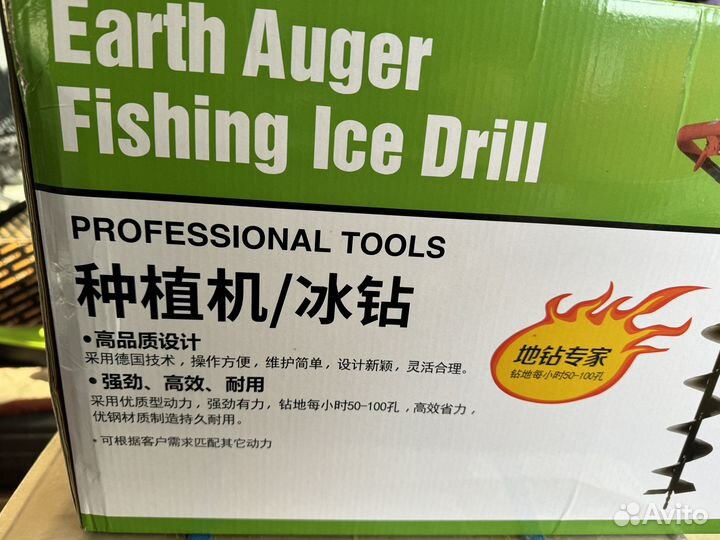 Earth Auger
Fishing Ice Drill
PROFESSIONAL TOOLS
种植机/冰钻
•高品质设计
采用德国技术，操作方便，维护简单，设计新颖，灵活合理。
•强劲、高效、耐用
采用优质型动力，强劲有力，钻地每小时50-100孔，高效省力，
优钢材质制造持久耐用。
*可根据客户需求匹配其它动力
地钻专家
钻地每小时50-100孔
Avito